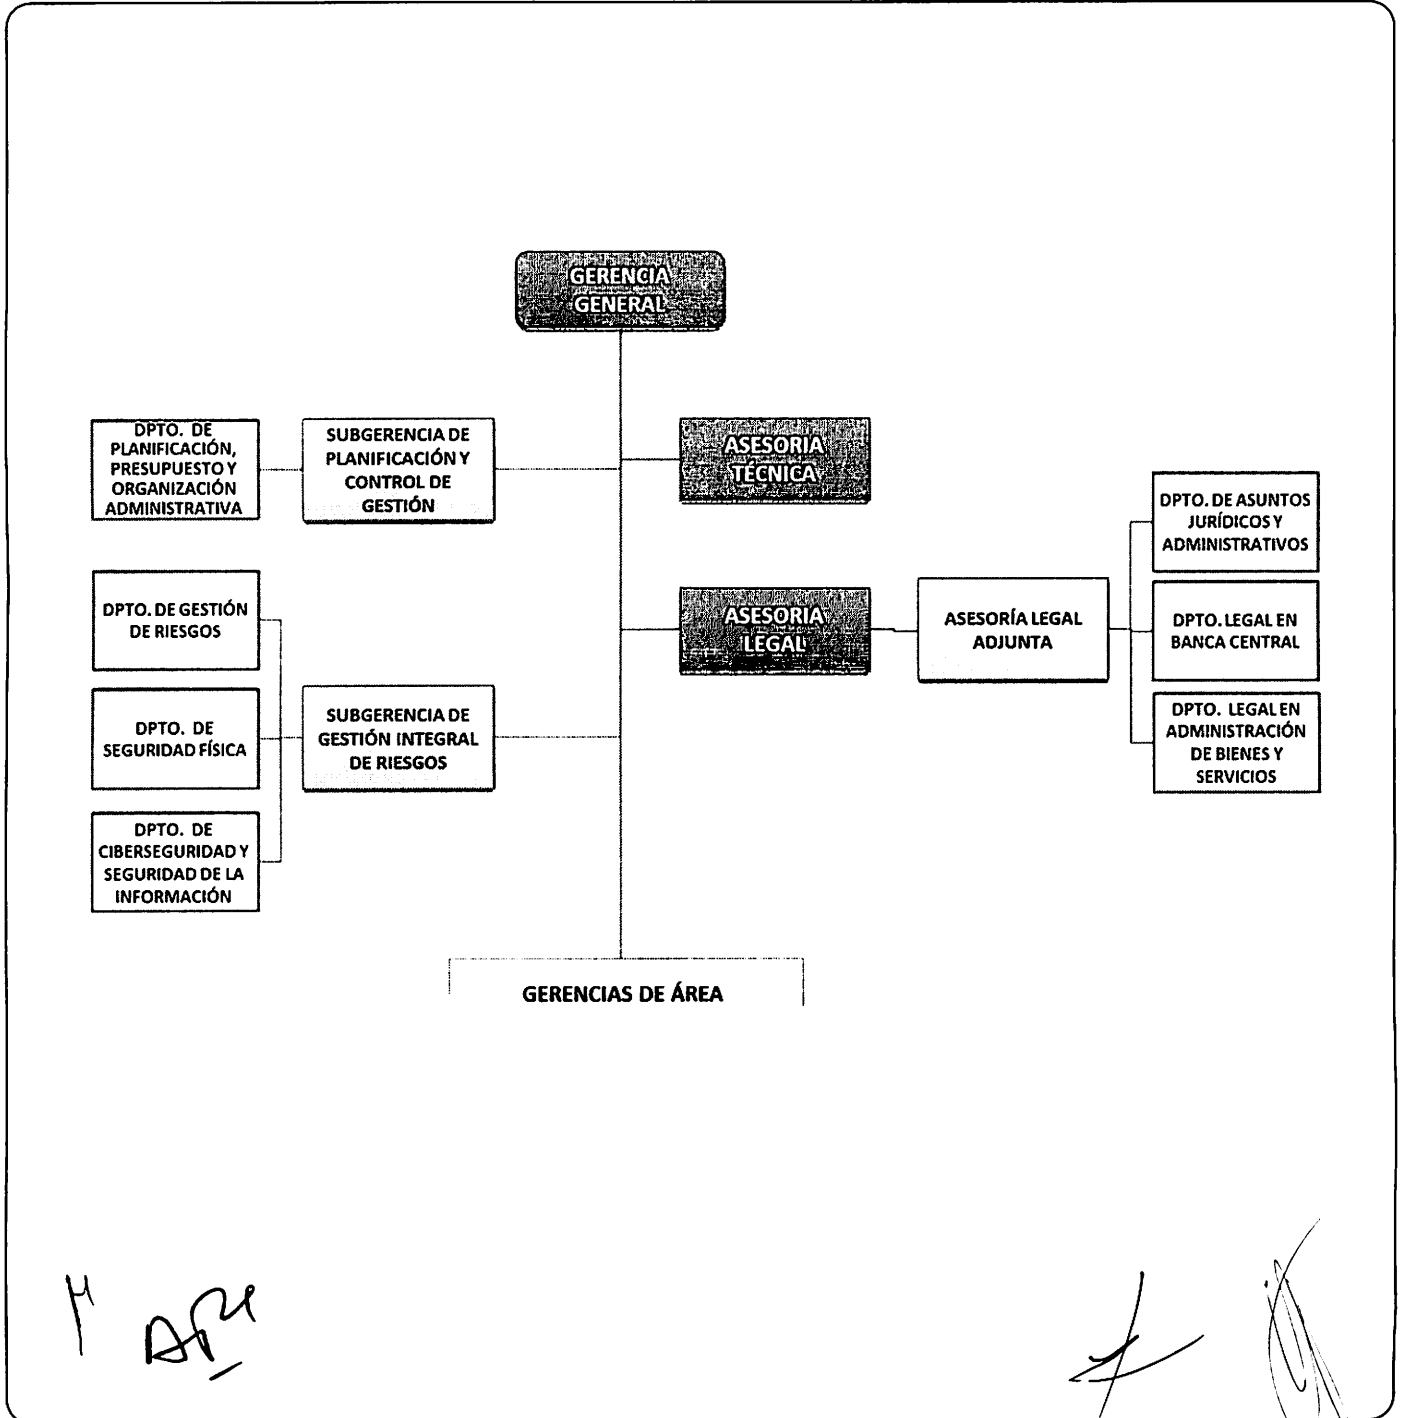 GERENCIA
GENERAL
DPTO. DE
PLANIFICACIÓN,
PRESUPUESTO Y
ORGANIZACIÓN
ADMINISTRATIVA
SUBGERENCIA DE
PLANIFICACIÓN Y
CONTROL DE
GESTIÓN
ASESORIA
TÉCNICA
DPTO. DE GESTIÓN
DE RIESGOS
DPTO. DE
SEGURIDAD FÍSICA
DPTO. DE
CIBERSEGURIDAD Y
SEGURIDAD DE LA
INFORMACIÓN
SUBGERENCIA DE
GESTIÓN INTEGRAL
DE RIESGOS
ASESORIA
LEGAL
ASESORÍA LEGAL
ADJUNTA
DPTO. DE ASUNTOS
JURÍDICOS Y
ADMINISTRATIVOS
DPTO. LEGAL EN
BANCA CENTRAL
DPTO. LEGAL EN
ADMINISTRACIÓN
DE BIENES Y
SERVICIOS
GERENCIAS DE ÁREA